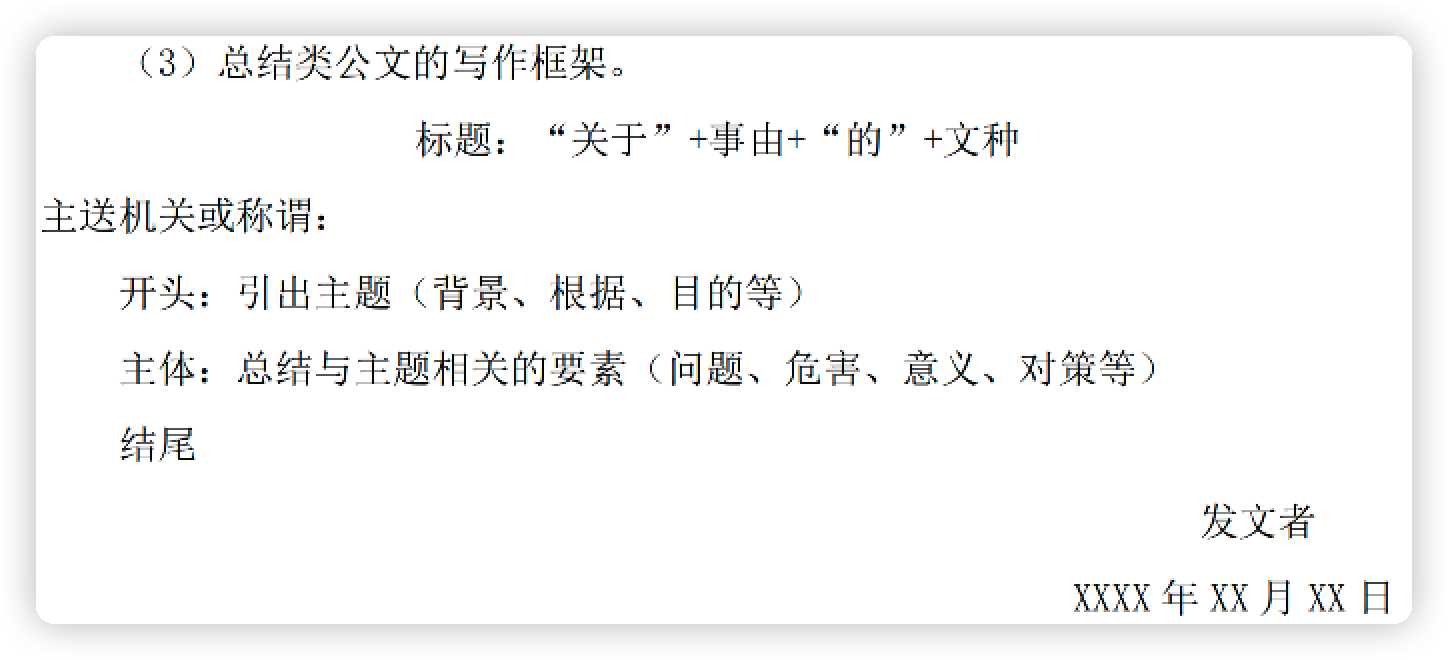 （3）总结类公文的写作框架。
标题：“关于”+事由+“的”+文种
主送机关或称谓：
开头：引出主题（背景、根据、目的等）
主体：总结与主题相关的要素（问题、危害、意义、对策等）
结尾
发文者
XXXX 年 XX 月 XX 日